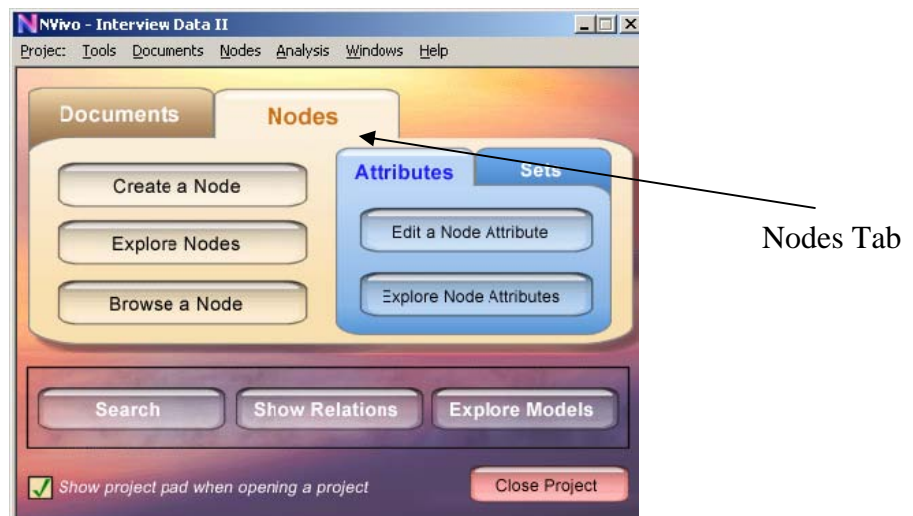 NVivo - Interview Data II
Project Tools Documents Nodes Analysis Windows Help
Documents Nodes
Attributes Sets
Create a Node
Edit a Node Attribute
Explore Nodes
Nodes Tab
Explore Node Attributes
Browse a Node
Search Show Relations Explore Models
Show project pad when opening a project Close Project